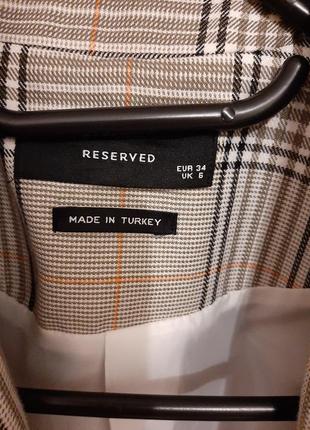 RESERVED
EUR 34
UK 6
MADE IN TURKEY